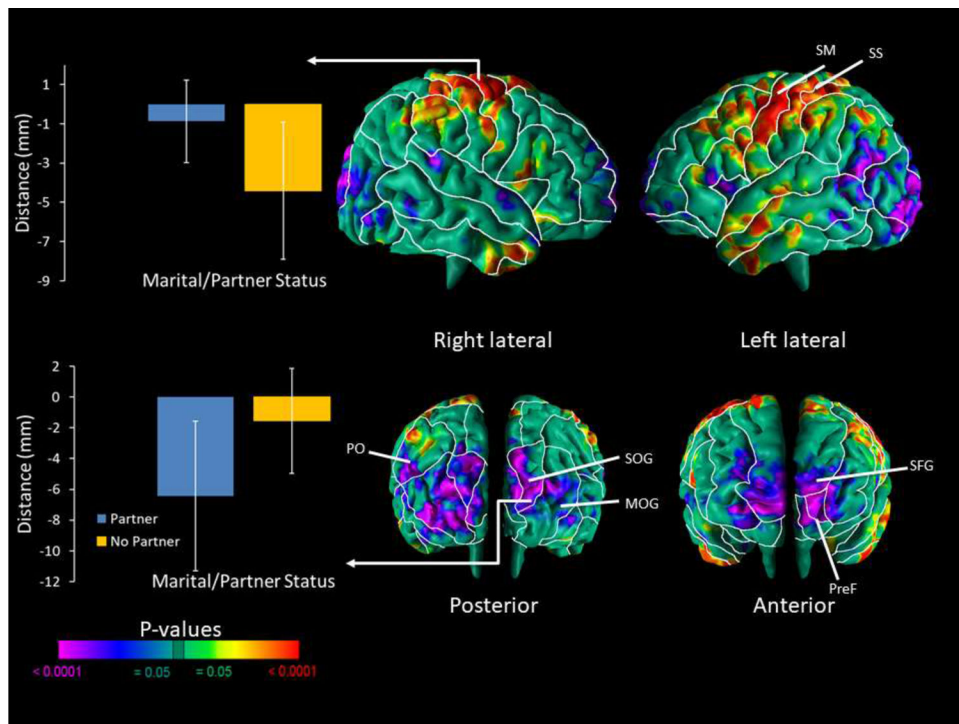 SM
SS
1
-1
-3
-5
-7
-9
Distance (mm)
Marital/Partner Status
Right lateral
Left lateral
2
0
-2
-4
-6
-8
-10
-12
Distance (mm)
Partner
No Partner
Marital/Partner Status
PO
SOG
MOG
SFG
PreF
Posterior
Anterior
P-values
< 0.0001
= 0.05
= 0.05
< 0.0001